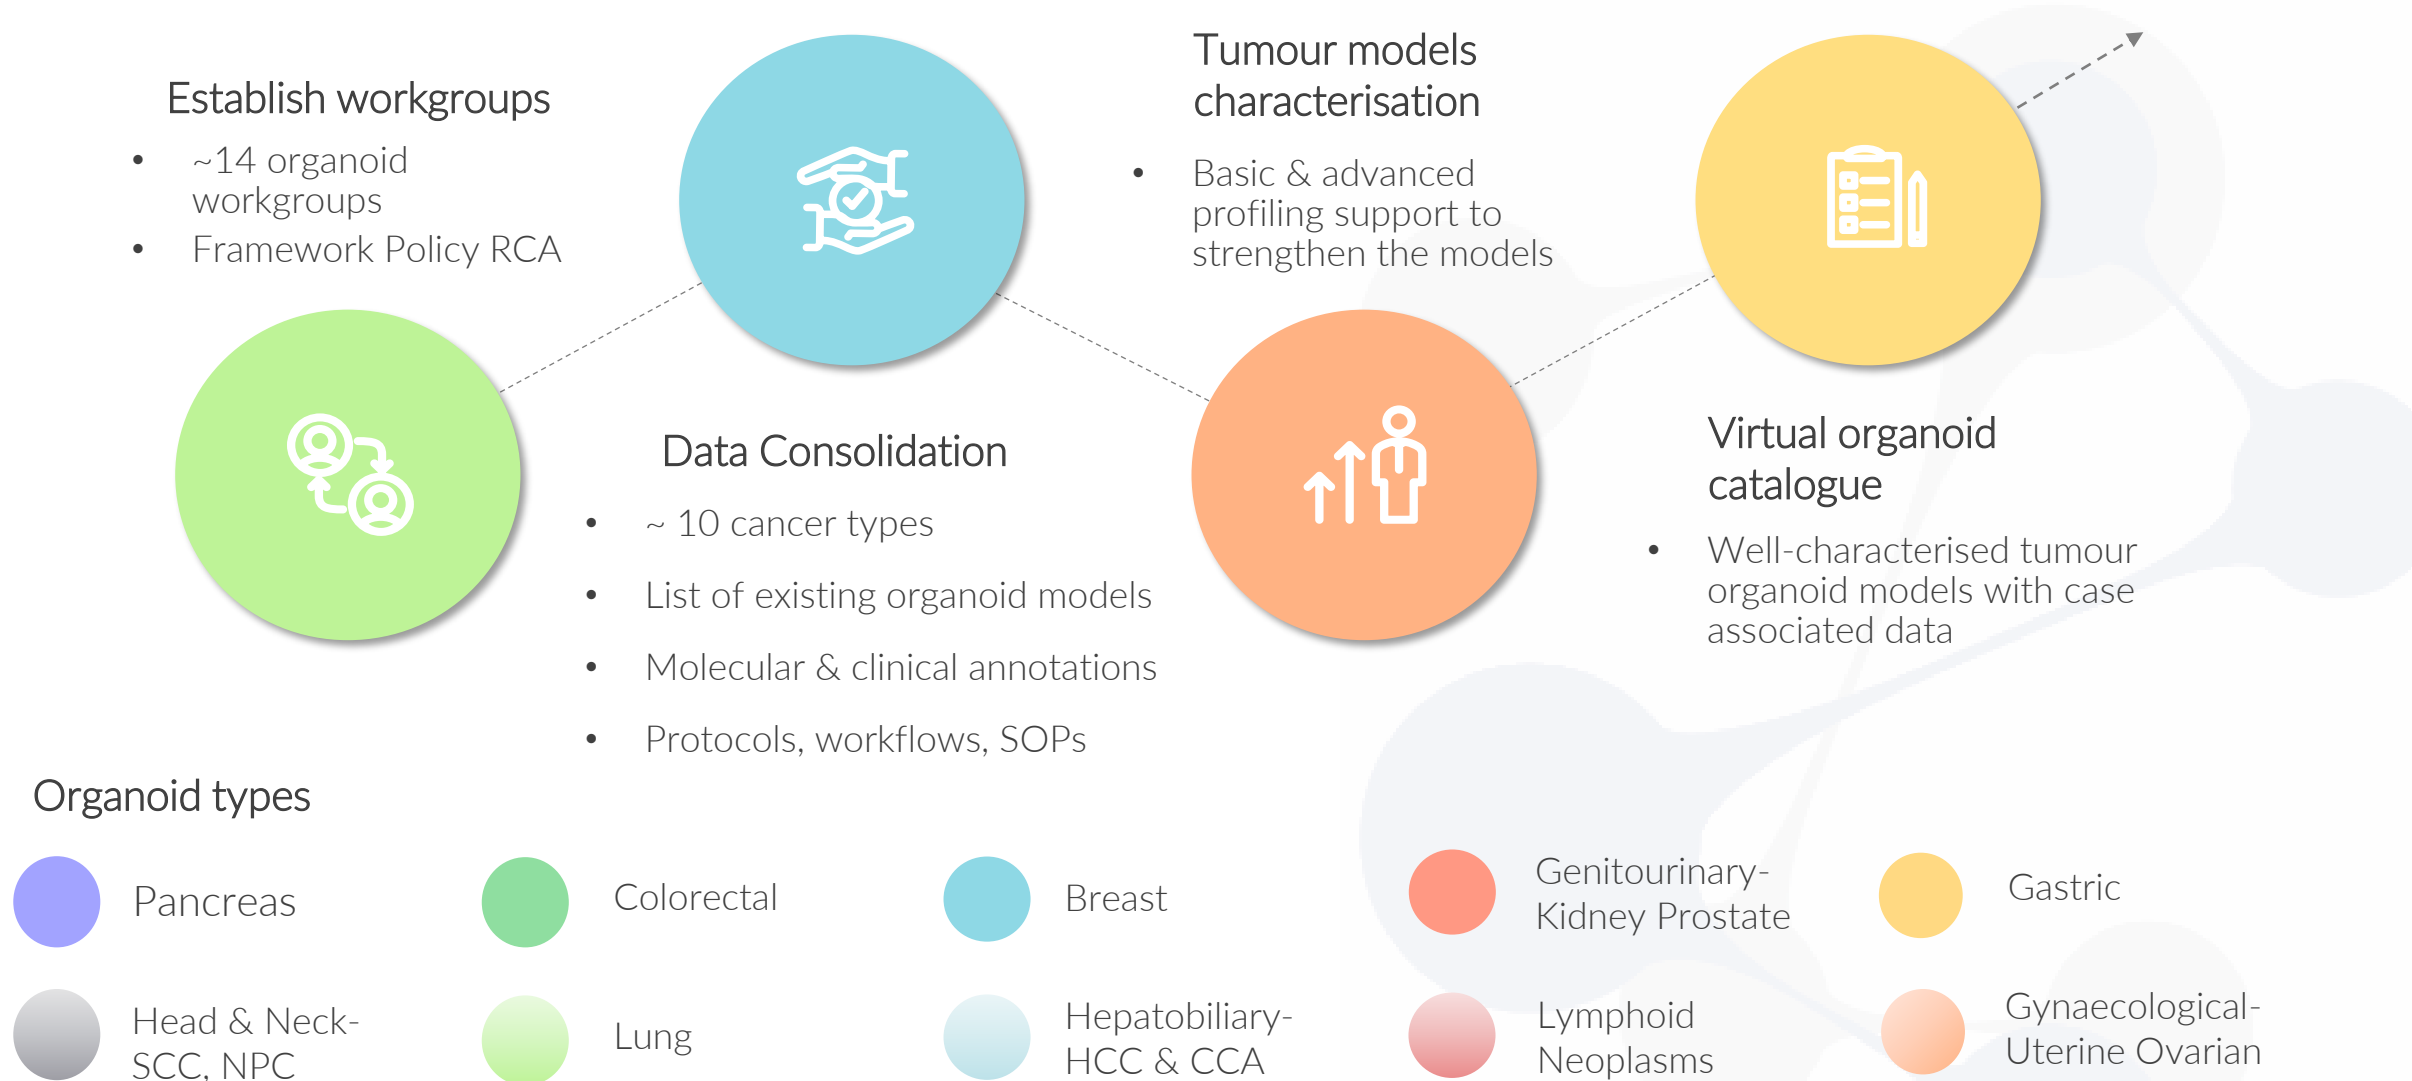 Establish workgroups
• ~14 organoid
workgroups
• Framework Policy RCA
Data Consolidation
• ~ 10 cancer types
• List of existing organoid models
• Molecular & clinical annotations
• Protocols, workflows, SOPs
Tumour models
characterisation
• Basic & advanced
profiling support to
strengthen the models
Virtual organoid
catalogue
• Well-characterised tumour
organoid models with case
associated data
Organoid types
Pancreas
Colorectal
Breast
Genitourinary-
Kidney Prostate
Gastric
Head & Neck-
SCC, NPC
Lung
Hepatobiliary-
HCC & CCA
Lymphoid
Neoplasms
Gynaecological-
Uterine Ovarian